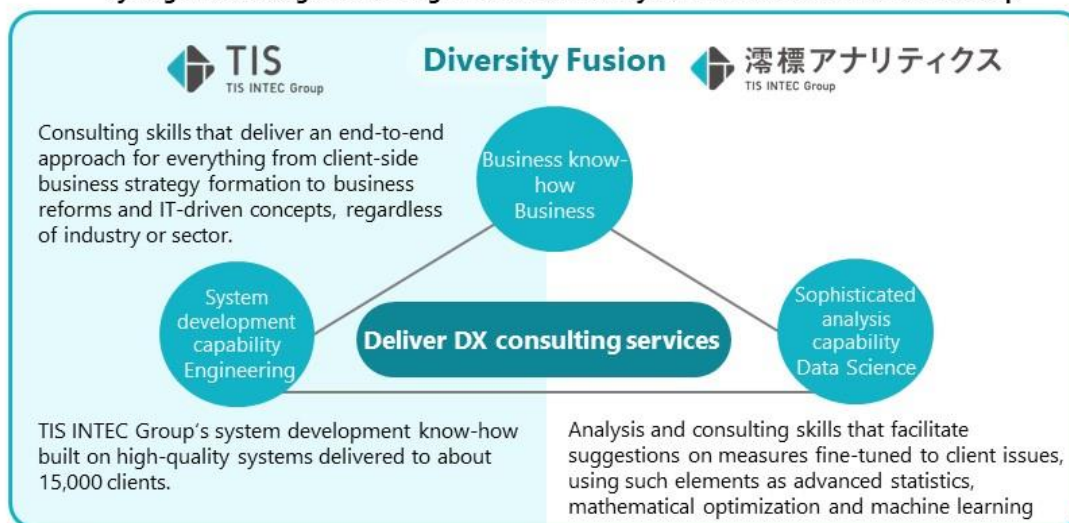 TIS
TIS INTEC Group
Diversity Fusion
澪標アナリティクス
TIS INTEC Group
Consulting skills that deliver an end-to-end
approach for everything from client-side
business strategy formation to business
reforms and IT-driven concepts, regardless
of industry or sector.
Business know-
how
Business
System
development
capability
Engineering
Deliver DX consulting services
Sophisticated
analysis
capability
Data Science
TIS INTEC Group's system development know-how
built on high-quality systems delivered to about
15,000 clients.
Analysis and consulting skills that facilitate
suggestions on measures fine-tuned to client issues,
using such elements as advanced statistics,
mathematical optimization and machine learning